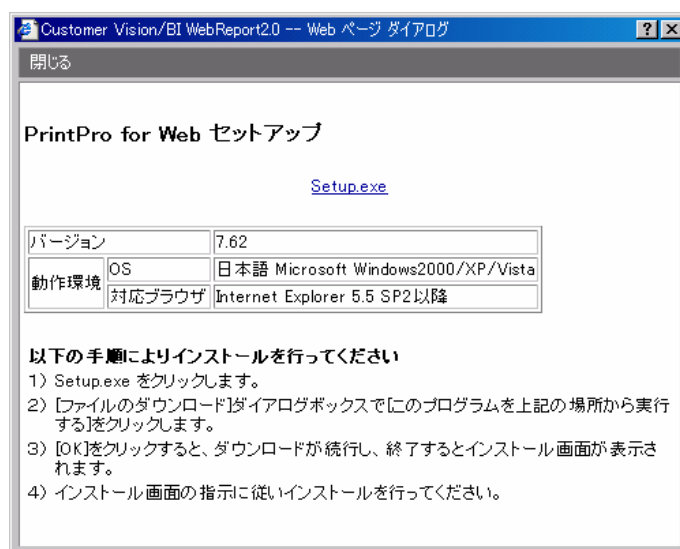 Customer Vision/BI WebReport2.0 -- Web ページ ダイアログ
閉じる
PrintPro for Web セットアップ
Setup.exe
バージョン 7.62
動作環境 OS 日本語 Microsoft Windows2000/XP/Vista
対応ブラウザ Internet Explorer 5.5 SP2以降
以下の手順によりインストールを行ってください
1) Setup.exe をクリックします。
2) [ファイルのダウンロード]ダイアログボックスで[このプログラムを上記の場所から実行
する]をクリックします。
3) [OK]をクリックすると、ダウンロードが続行し、終了するとインストール画面が表示さ
れます。
4) インストール画面の指示に従いインストールを行ってください。